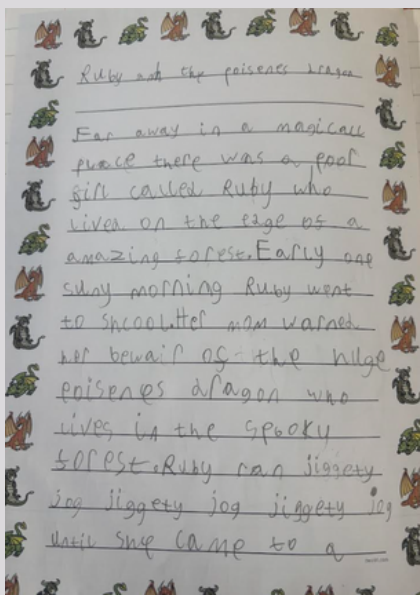 Ruby and the poisenes dragon
Far away in a magicall
place there was a poor
girl called Ruby who
lived on the edge of a
amazing forest. Early one
suny morning Ruby went
to shcool. Her mom warned
her bewair of the huge
poisenes dragon who
lives in the spooky
forest. Ruby ran jiggety
jog jiggety jog jiggety jog
until she came to a